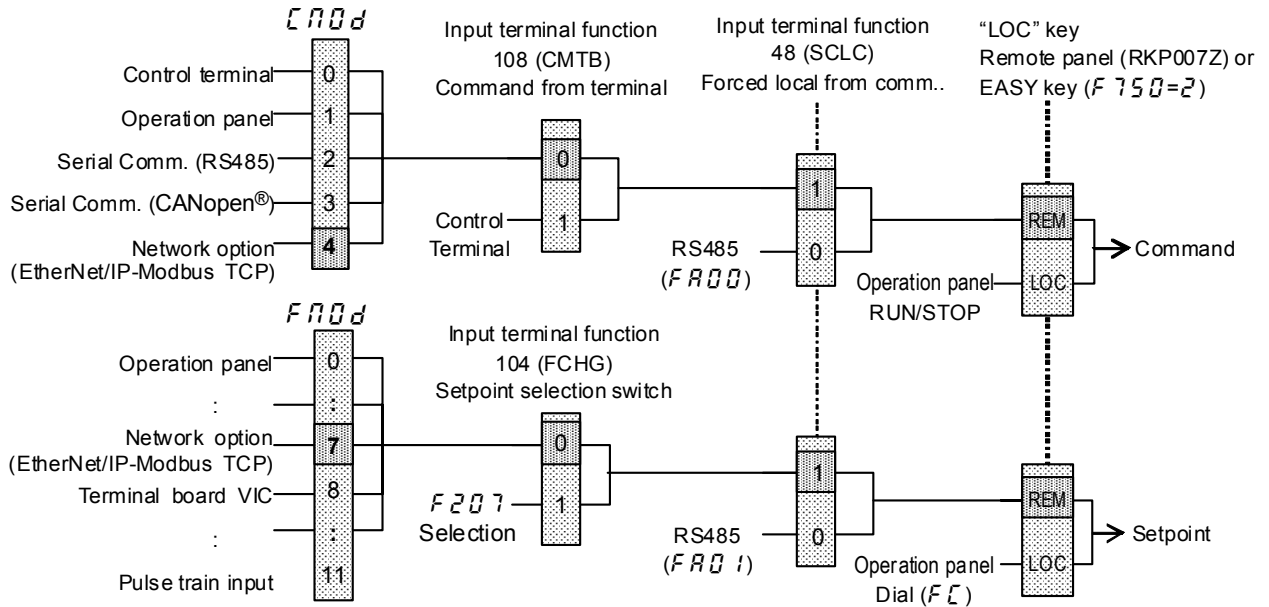 CMOd
Input terminal function
108 (CMTB)
Command from terminal
Input terminal function
48 (SCLC)
Forced local from comm..
“LOC” key
Remote panel (RKP007Z) or
EASY key (F750=2)
Control terminal
0
Operation panel
1
Serial Comm. (RS485)
2
Serial Comm. (CANopen®)
3
Network option
(EtherNet/IP-Modbus TCP)
4
0
Control
Terminal
1
1
RS485
(FA00)
0
REM
Operation panel
RUN/STOP
LOC
Command
FMOd
Input terminal function
104 (FCHG)
Setpoint selection switch
Operation panel
0
:
:
Network option
(EtherNet/IP-Modbus TCP)
7
Terminal board VIC
8
:
:
Pulse train input
11
0
F207
Selection
1
1
RS485
(FA01)
0
REM
Operation panel
Dial (FC)
LOC
Setpoint